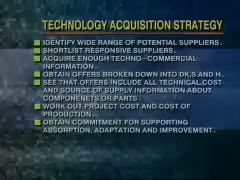 TECHNOLOGY ACQUISITION STRATEGY
IDENTIFY WIDE RANGE OF POTENTIAL SUPPLIERS.
SHORTLIST RESPONSIVE SUPPLIERS.
ACQUIRE ENOUGH TECHNO-COMMERCIAL
INFORMATION.
OBTAIN OFFERS BROKEN DOWN INTO DK,S AND H.
SEE THAT OFFERS INCLUDE ALL TECHNICAL,COST
AND SOURCE OF SUPPLY INFORMATION ABOUT
COMPONENETS OR PARTS.
WORK OUT PROJECT COST AND COST OF
PRODUCTION.
OBTAIN COMMITMENT FOR SUPPORTING
ABSORPTION, ADAPTATION AND IMPROVEMENT.